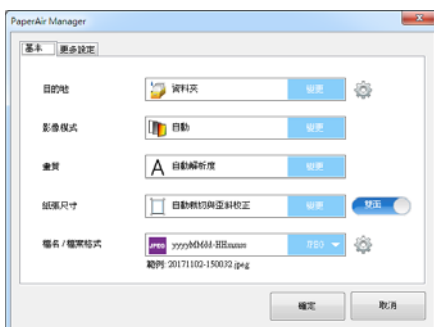 PaperAir Manager
基本 更多設定
目的地 資料夾 變更
影像模式 自動 變更
畫質 自動解析度 變更
紙張尺寸 自動裁切與歪斜校正 變更 雙面
檔名 / 檔案格式 JPEG yyyyMMdd-HHmmss JPEG
範例: 20171102-150032.jpeg
確定 取消